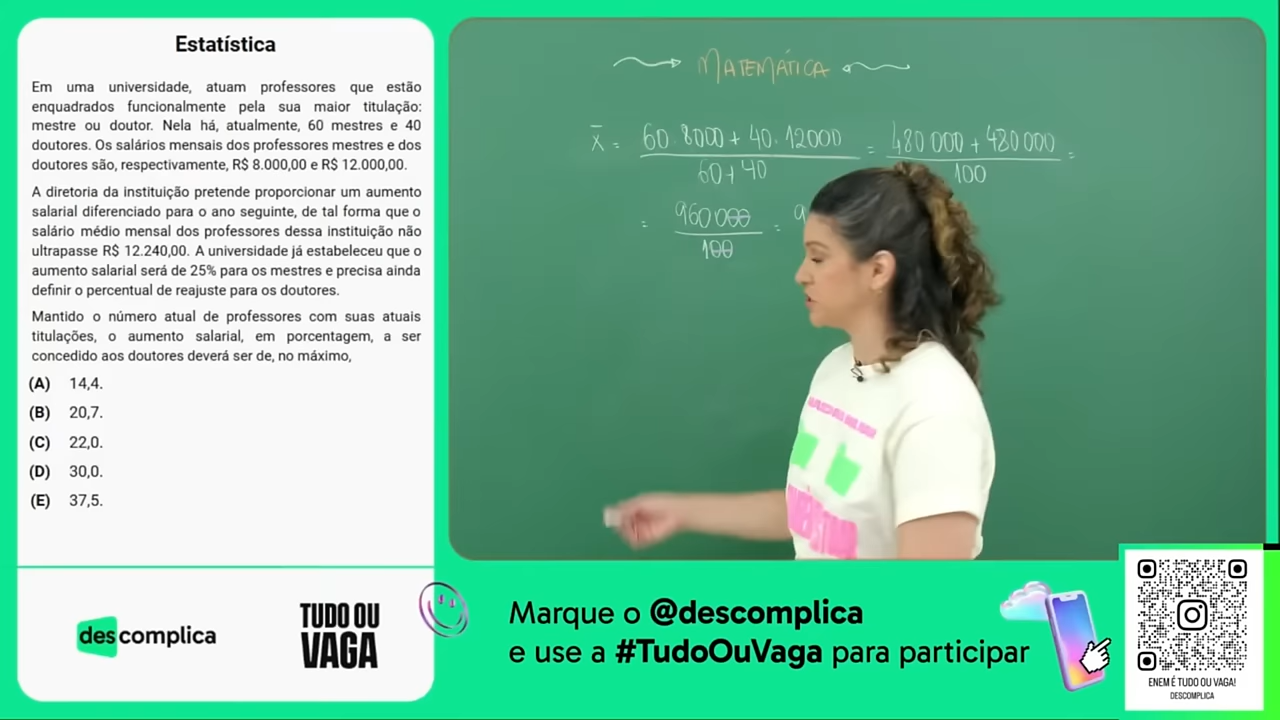 Estatística
Em uma universidade, atuam professores que estão
enquadrados funcionalmente pela sua maior titulação:
mestre ou doutor. Nela há, atualmente, 60 mestres e 40
doutores. Os salários mensais dos professores mestres e dos
doutores são, respectivamente, R$ 8.000,00 e R$ 12.000,00.
A diretoria da instituição pretende proporcionar um aumento
salarial diferenciado para o ano seguinte, de tal forma que o
salário médio mensal dos professores dessa instituição não
ultrapasse R$ 12.240,00. A universidade já estabeleceu que o
aumento salarial será de 25% para os mestres e precisa ainda
definir o percentual de reajuste para os doutores.
Mantido o número atual de professores com suas atuais
titulações, o aumento salarial, em porcentagem, a ser
concedido aos doutores deverá ser de, no máximo,
(A) 14,4.
(B) 20,7.
(C) 22,0.
(D) 30,0.
(E) 37,5.
descomplica
TUDO OU
VAGA
MATEMÁTICA
x̄ = 60.8000 + 40.12000 = 480 000 + 480 000 =
60 + 40 100
= 960000 = 9
100
Marque o @descomplica
e use a #TudoOuVaga para participar
ENEM É TUDO OU VAGA!
DESCOMPLICA